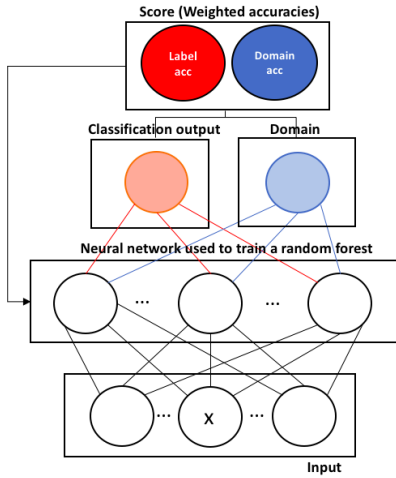 Score (Weighted accuracies)
Label
acc
Domain
acc
Classification output
Domain
Neural network used to train a random forest
... ...
... X ...
Input